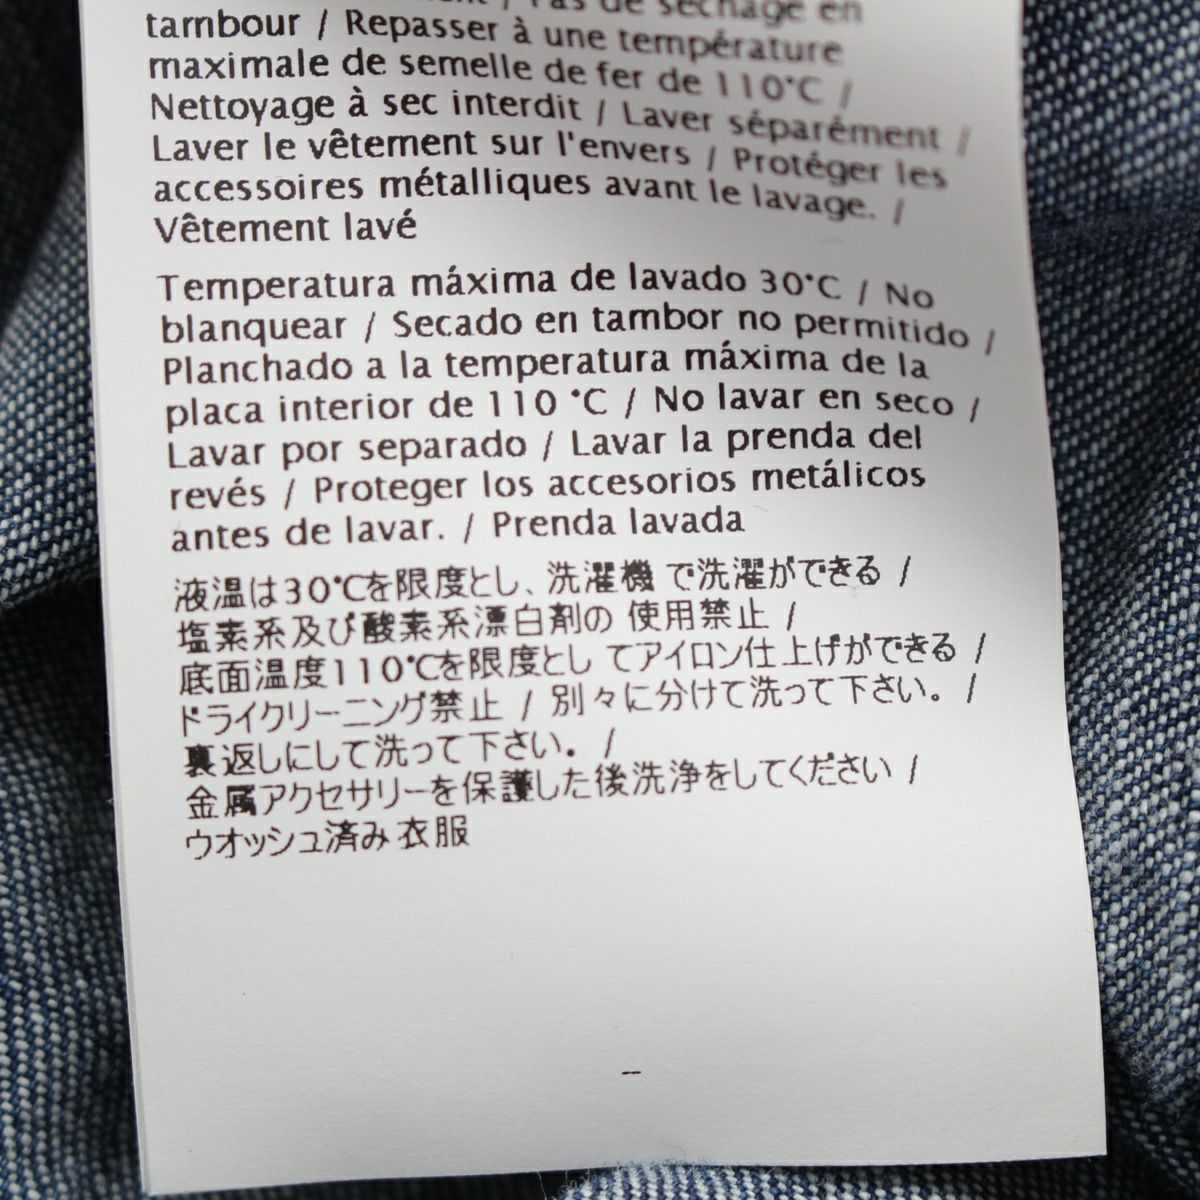 / Pas de séchage en
tambour / Repasser à une température
maximale de semelle de fer de 110°C /
Nettoyage à sec interdit / Laver séparément /
Laver le vêtement sur l'envers / Protéger les
accessoires métalliques avant le lavage. /
Vêtement lavé
Temperatura máxima de lavado 30°C / No
blanquear / Secado en tambor no permitido /
Planchado a la temperatura máxima de la
placa interior de 110 °C / No lavar en seco /
Lavar por separado / Lavar la prenda del
revés / Proteger los accesorios metálicos
antes de lavar. / Prenda lavada
液温は30℃を限度とし、洗濯機 で洗濯ができる /
塩素系及び酸素系漂白剤の 使用禁止 /
底面温度110℃を限度とし てアイロン仕上げができる /
ドライクリーニング禁止 / 別々に分けて洗って下さい。 /
裏返しにして洗って下さい。 /
金属アクセサリーを保護した後洗浄をしてください /
ウオッシュ済み 衣服
--